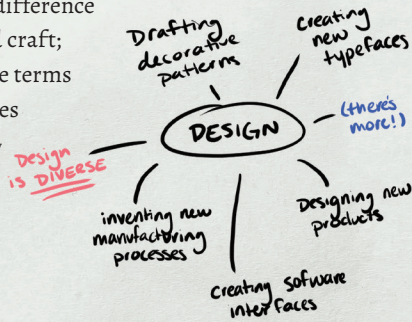 difference
craft;
e terms
es
Drafting
decorative
patterns
creating
new
typefaces
DESIGN
(there's
more!)
Design
is DIVERSE
inventing new
manufacturing
processes
Designing new
products
creating sofware
interfaces